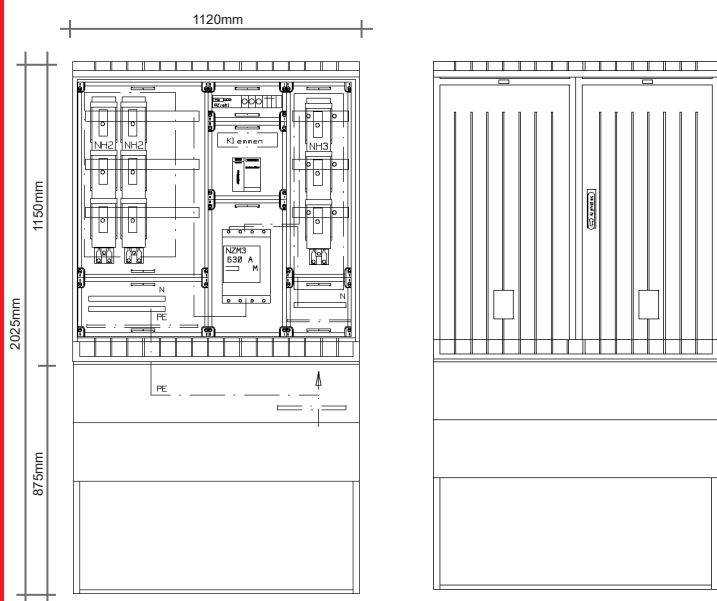 1120mm
1150mm
2025mm
875mm
NH2 NH2
Klemmen
NH3
NZM3
630 A
M
N
PE
N
PE